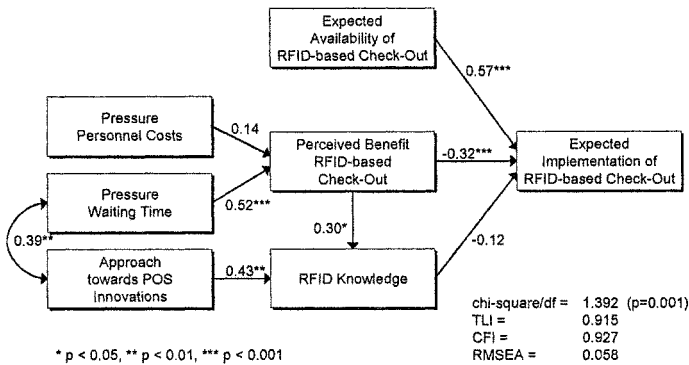 Expected
Availability of
RFID-based Check-Out
0.57***
Pressure
Personnel Costs
0.14
Perceived Benefit
RFID-based
Check-Out
-0.32***
Expected
Implementation of
RFID-based Check-Out
Pressure
Waiting Time
0.52***
0.39**
0.30*
-0.12
Approach
towards POS
Innovations
0.43**
RFID Knowledge
chi-square/df = 1.392 (p=0.001)
TLI = 0.915
CFI = 0.927
RMSEA = 0.058
* p < 0,05, ** p < 0.01, *** p < 0.001